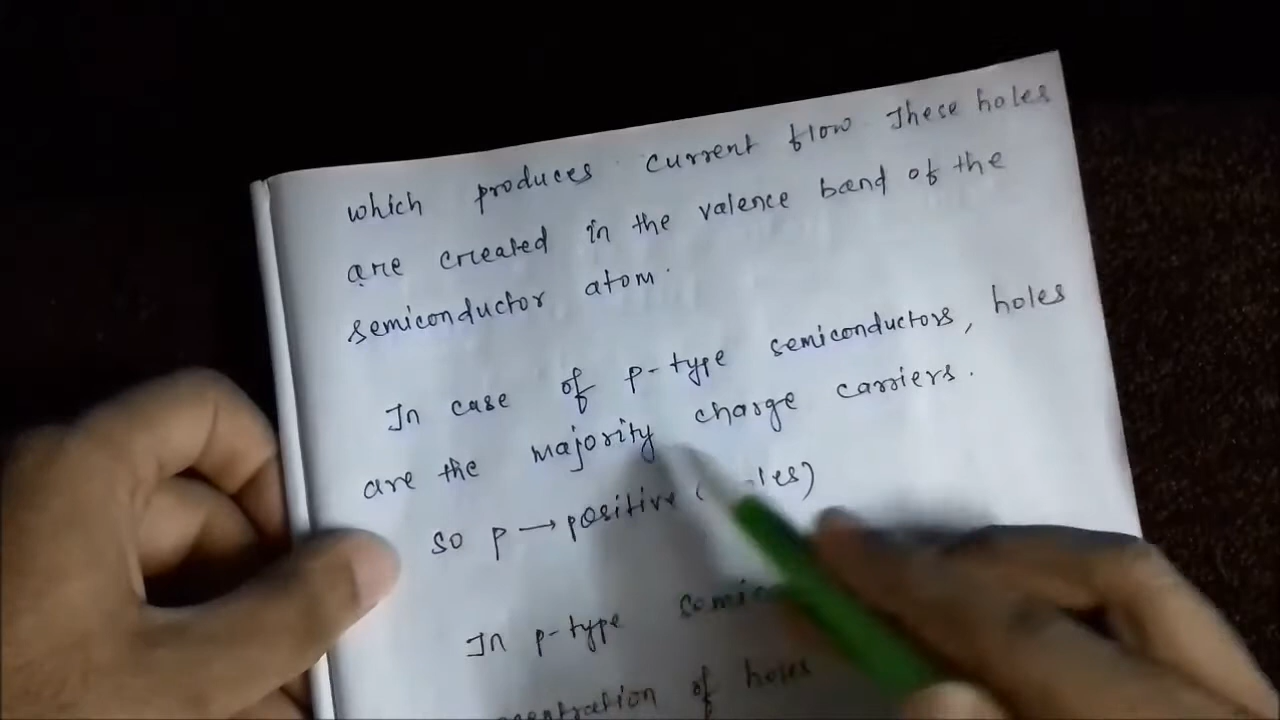 which produces current flow These holes
are created in the valence band of the
semiconductor atom.
In case of p-type semiconductors, holes
are the majority charge carriers.
so p → positive
In p-type
of holes